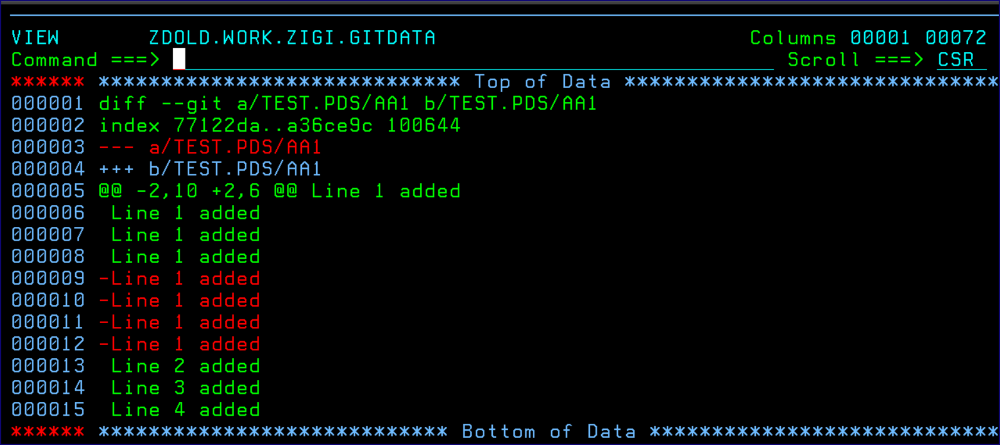 VIEW       ZDOLD.WORK.ZIGI.GITDATA                         Columns 00001 00072
Command ===>                                                  Scroll ===> CSR
****** ***************************** Top of Data ******************************
000001 diff --git a/TEST.PDS/AA1 b/TEST.PDS/AA1
000002 index 77122da..a36ce9c 100644
000003 --- a/TEST.PDS/AA1
000004 +++ b/TEST.PDS/AA1
000005 @@ -2,10 +2,6 @@ Line 1 added
000006  Line 1 added
000007  Line 1 added
000008  Line 1 added
000009 -Line 1 added
000010 -Line 1 added
000011 -Line 1 added
000012 -Line 1 added
000013  Line 2 added
000014  Line 3 added
000015  Line 4 added
****** **************************** Bottom of Data ****************************